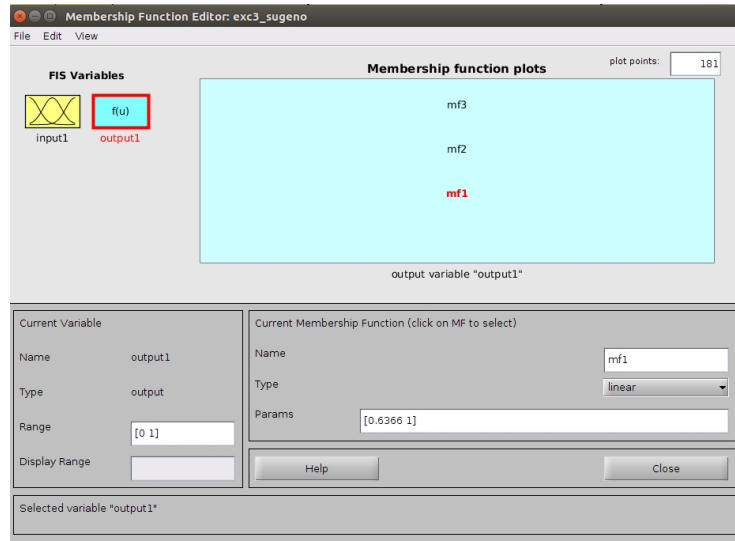 Membership Function Editor: exc3_sugeno
File Edit View
FIS Variables
f(u)
input1 output1
Membership function plots
plot points: 181
mf3
mf2
mf1
output variable "output1"
Current Variable
Name output1
Type output
Range [0 1]
Display Range
Current Membership Function (click on MF to select)
Name mf1
Type linear
Params [0.6366 1]
Help Close
Selected variable "output1"